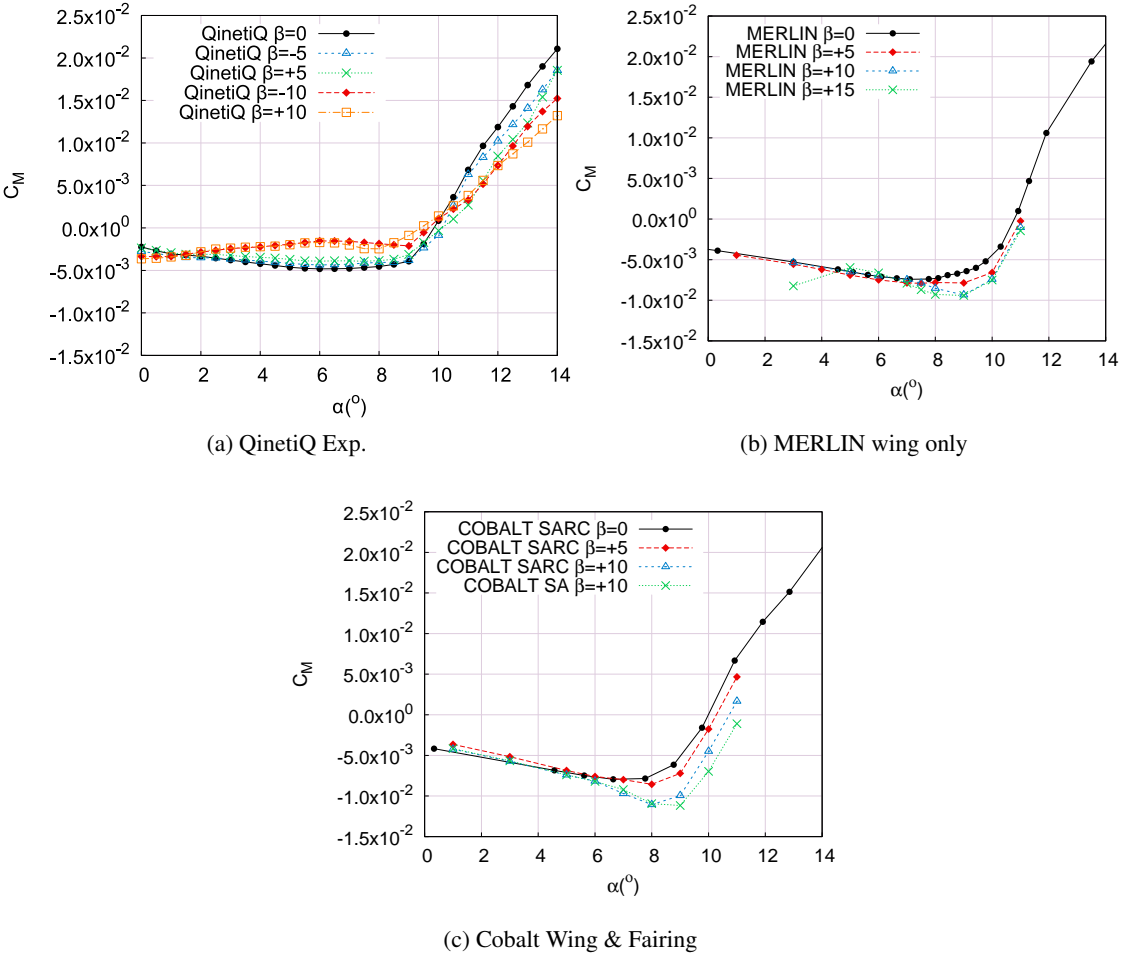 2.5x10-2
2.0x10-2
1.5x10-2
1.0x10-2
5.0x10-3
0.0x100
-5.0x10-3
-1.0x10-2
-1.5x10-2
CM
QinetiQ β=0
QinetiQ β=-5
QinetiQ β=+5
QinetiQ β=-10
QinetiQ β=+10
0 2 4 6 8 10 12 14
α(o)
(a) QinetiQ Exp.
2.5x10-2
2.0x10-2
1.5x10-2
1.0x10-2
5.0x10-3
0.0x100
-5.0x10-3
-1.0x10-2
-1.5x10-2
CM
MERLIN β=0
MERLIN β=+5
MERLIN β=+10
MERLIN β=+15
0 2 4 6 8 10 12 14
α(o)
(b) MERLIN wing only
2.5x10-2
2.0x10-2
1.5x10-2
1.0x10-2
5.0x10-3
0.0x100
-5.0x10-3
-1.0x10-2
-1.5x10-2
CM
COBALT SARC β=0
COBALT SARC β=+5
COBALT SARC β=+10
COBALT SA β=+10
0 2 4 6 8 10 12 14
α(o)
(c) Cobalt Wing & Fairing